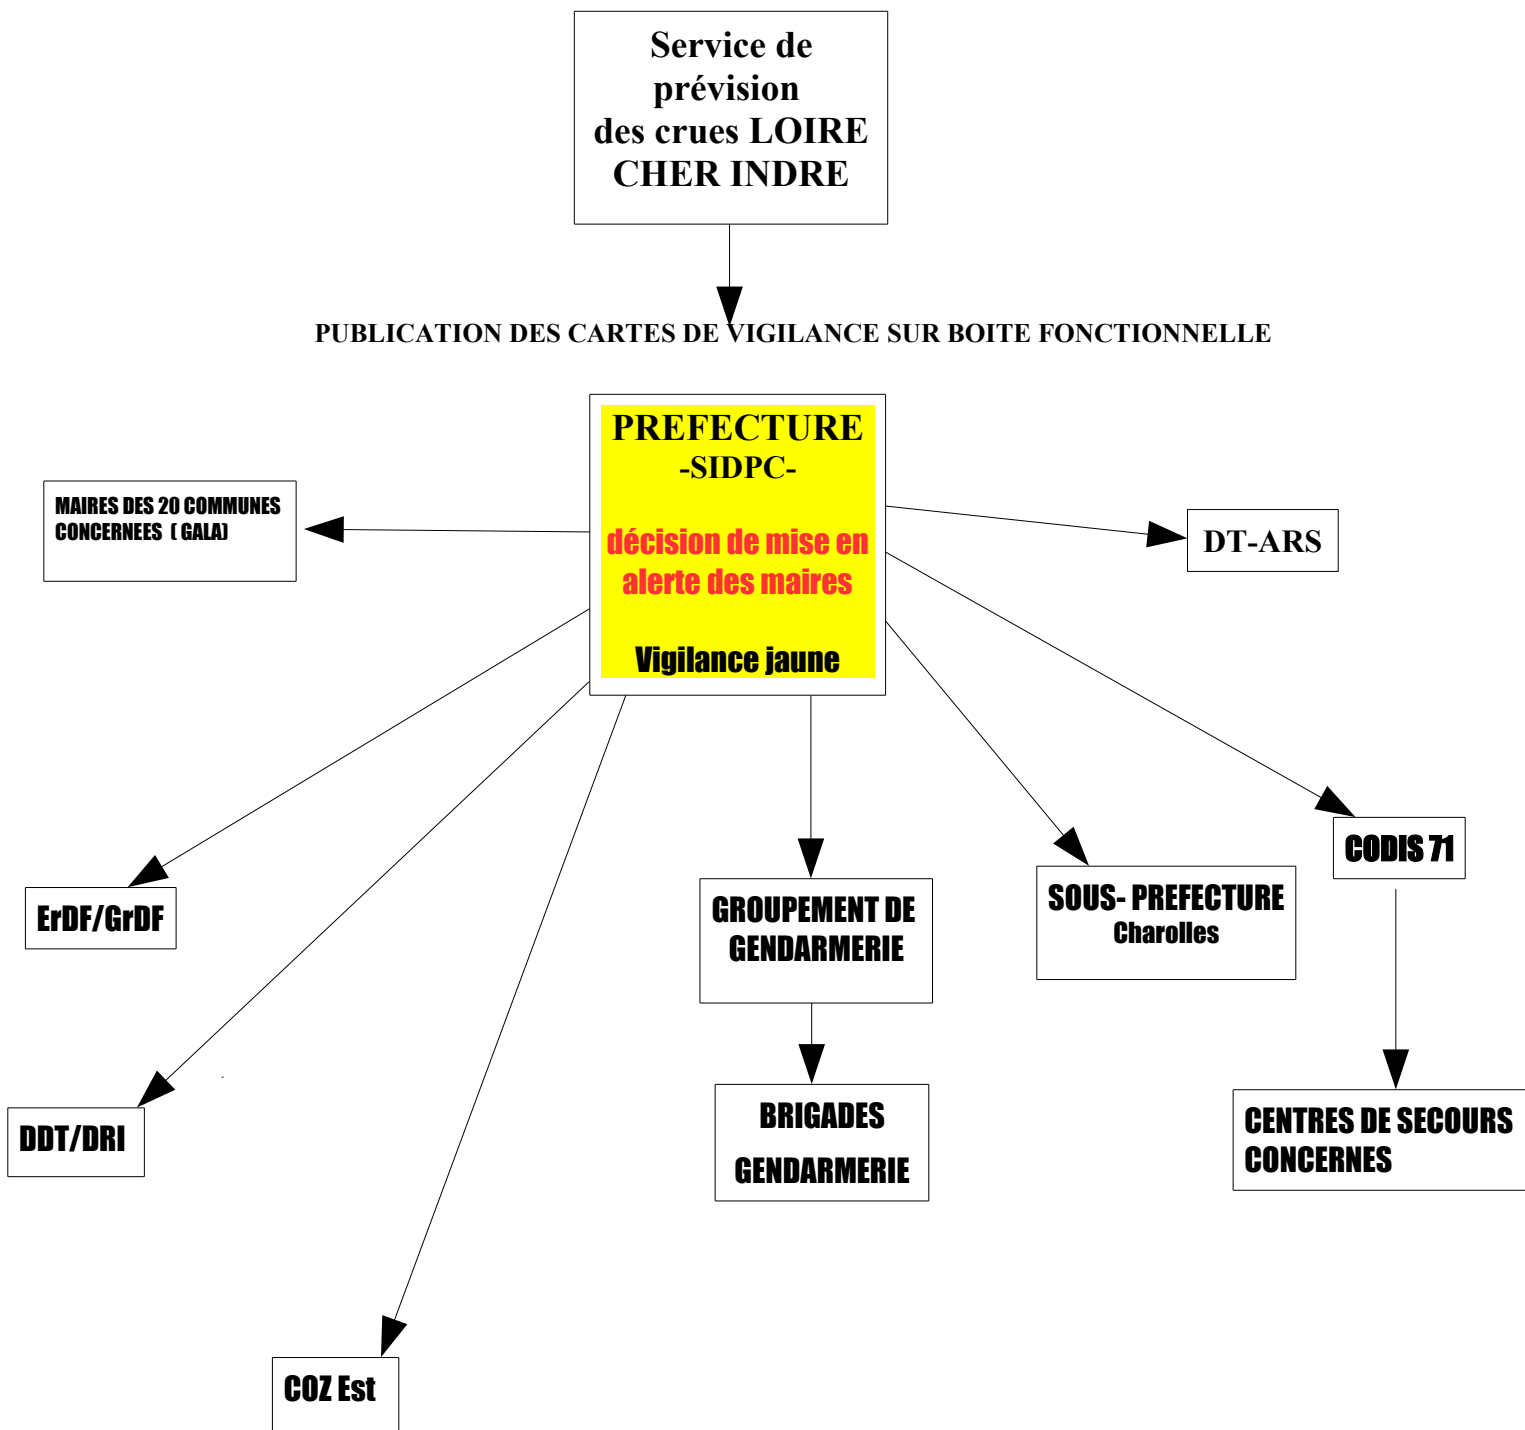 Service de
prévision
des crues LOIRE
CHER INDRE
PUBLICATION DES CARTES DE VIGILANCE SUR BOITE FONCTIONNELLE
PREFECTURE
-SIDPC-
décision de mise en
alerte des maires
Vigilance jaune
MAIRES DES 20 COMMUNES
CONCERNEES ( GALA)
DT-ARS
CODIS 71
ErDF/GrDF
GROUPEMENT DE
GENDARMERIE
SOUS- PREFECTURE
Charolles
DDT/DRI
BRIGADES
GENDARMERIE
CENTRES DE SECOURS
CONCERNES
COZ Est